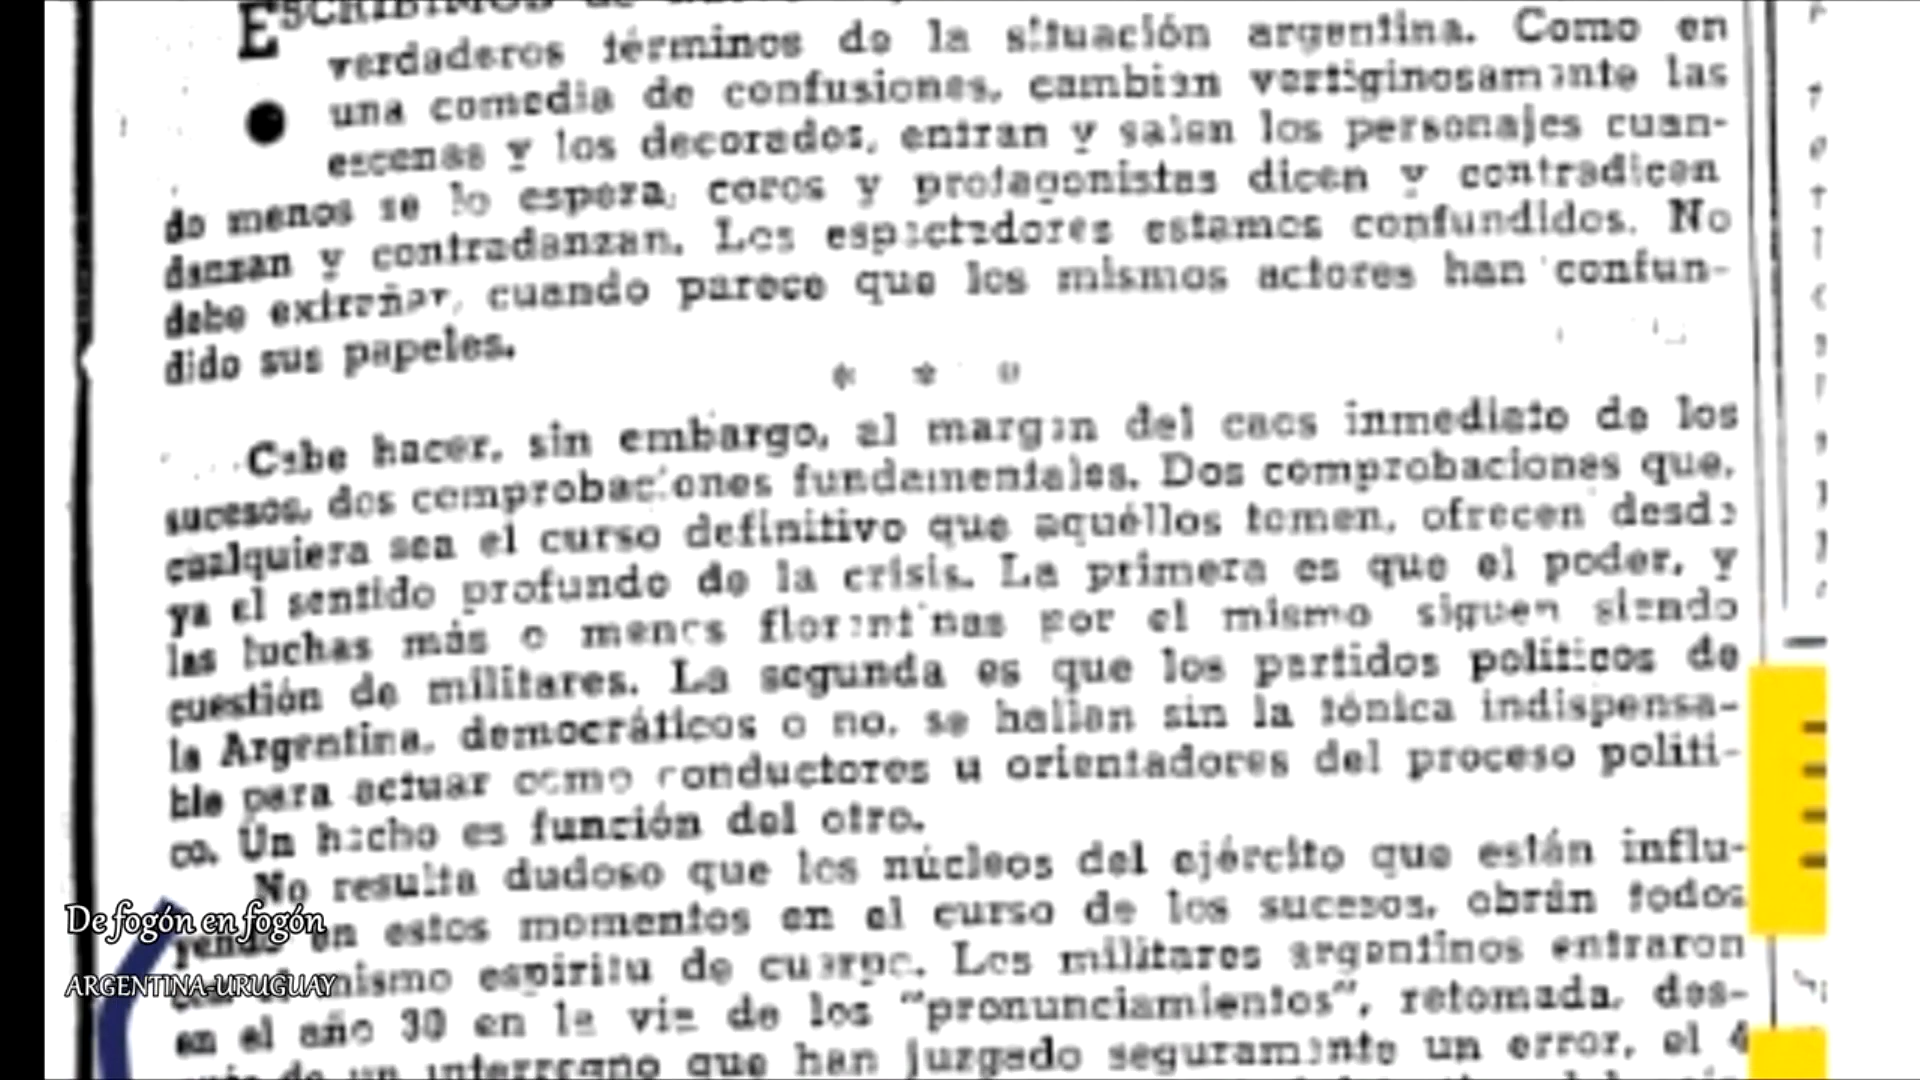 ESCRIBIMOS de
verdaderos términos de la situación argentina. Como en
una comedia de confusiones, cambian vertiginosamente las
escenas y los decorados, entran y salen los personajes cuan-
do menos se lo espera, coros y protagonistas dicen y contradicen
danzan y contradanzan. Los espectadores estamos confundidos. No
debe extrañar, cuando parece que los mismos actores han confun-
dido sus papeles.
* * *
Cabe hacer, sin embargo, al margen del caos inmediato de los
sucesos, dos comprobaciones fundamentales. Dos comprobaciones que,
cualquiera sea el curso definitivo que aquéllos tomen, ofrecen desde
ya el sentido profundo de la crisis. La primera es que el poder, y
las luchas más o menos florentinas por el mismo siguen siendo
cuestión de militares. La segunda es que los partidos políticos de
la Argentina, democráticos o no, se hallan sin la tónica indispensa-
ble para actuar como conductores u orientadores del proceso políti-
co. Un hecho es función del otro.
No resulta dudoso que los núcleos del ejército que están influ-
yendo en estos momentos en el curso de los sucesos, obrán todos
mismo espíritu de cuerpo. Los militares argentinos entraron
en el año 30 en la vía de los "pronunciamientos", retomada, des-
de un interregno que han juzgado seguramente un error, el 4
De fogón en fogón
ARGENTINA-URUGUAY